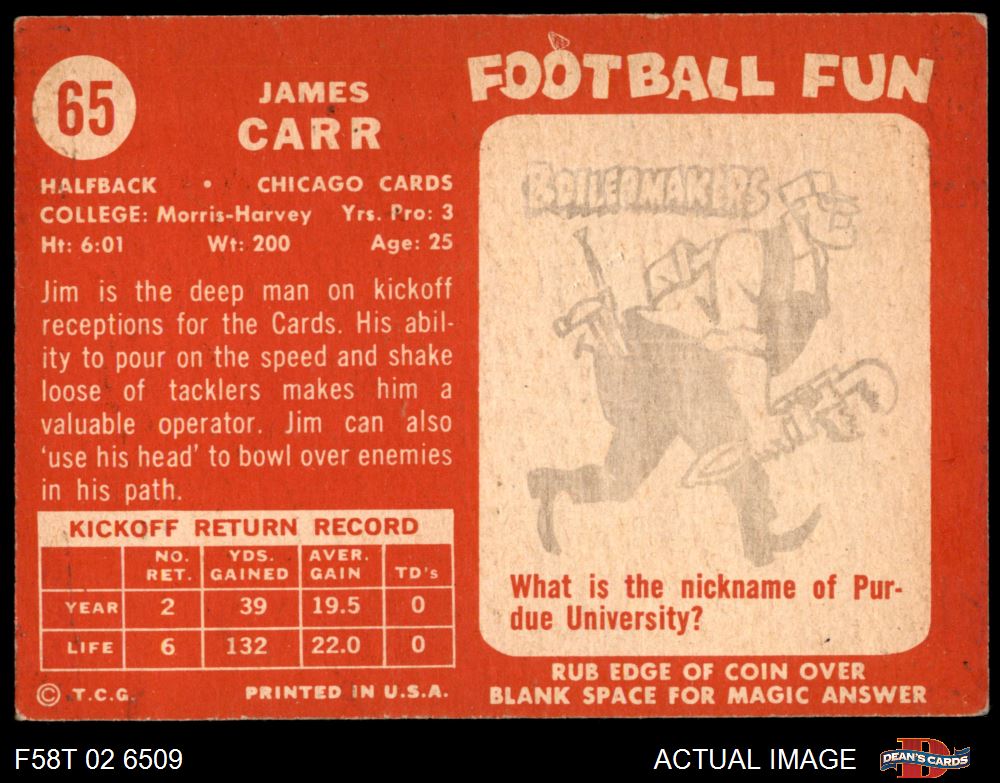 65
JAMES
CARR
HALFBACK • CHICAGO CARDS
COLLEGE: Morris-Harvey Yrs. Pro: 3
Ht: 6:01 Wt: 200 Age: 25
Jim is the deep man on kickoff
receptions for the Cards. His abil-
ity to pour on the speed and shake
loose of tacklers makes him a
valuable operator. Jim can also
'use his head' to bowl over enemies
in his path.
KICKOFF RETURN RECORD
NO. RET. YDS. GAINED AVER. GAIN TD's
YEAR 2 39 19.5 0
LIFE 6 132 22.0 0
© T.C.G. PRINTED IN U.S.A.
FOOTBALL FUN
BOILERMAKERS
What is the nickname of Pur-
due University?
RUB EDGE OF COIN OVER
BLANK SPACE FOR MAGIC ANSWER
F58T 02 6509 ACTUAL IMAGE DEAN'S CARDS